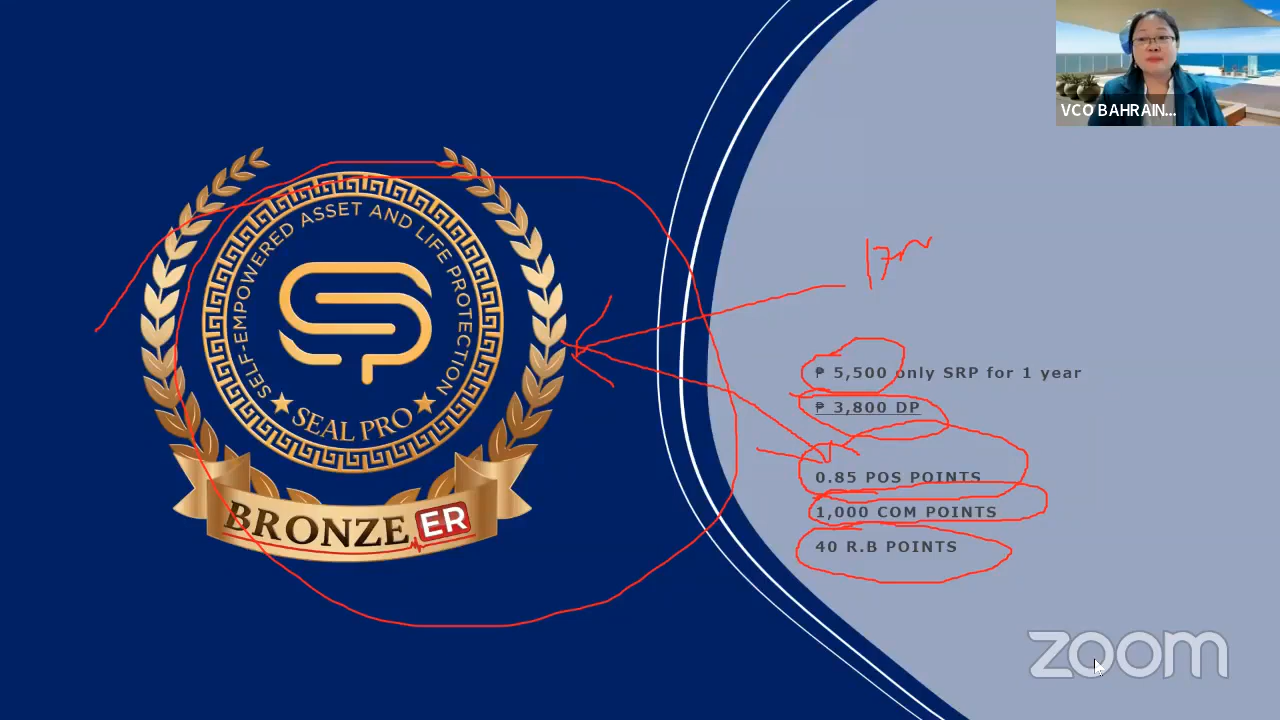 VCO BAHRAIN...
SELF-EMPOWERED ASSET AND LIFE PROTECTION
SEAL PRO
BRONZE ER
₱ 5,500 only SRP for 1 year
₱ 3,800 DP
0.85 POS POINTS
1,000 COM POINTS
40 R.B POINTS
zoom